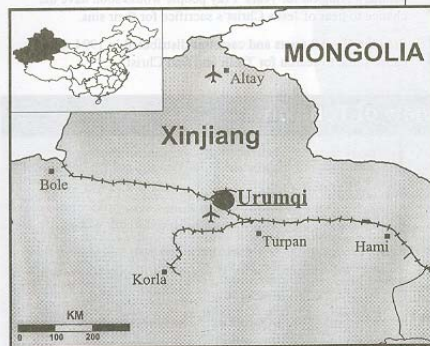 MONGOLIA
Altay
Xinjiang
Bole
Urumqi
Turpan
Hami
Korla
KM
0 100 200